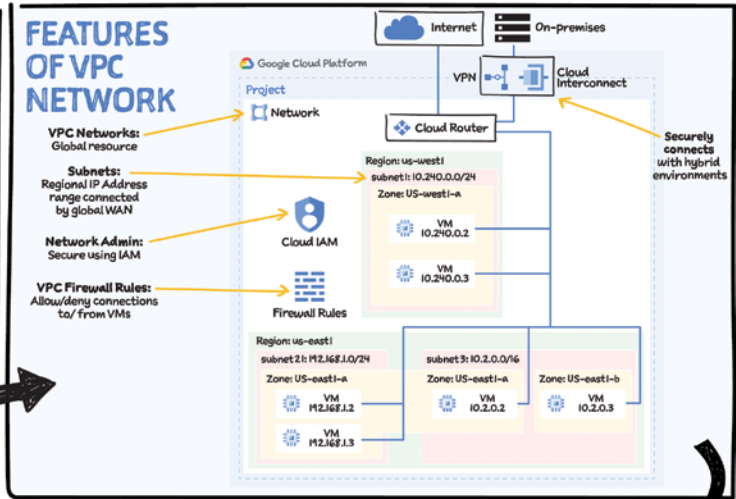 FEATURES
OF VPC
NETWORK
Internet
On-premises
Google Cloud Platform
VPN
Cloud
Interconnect
Project
Network
Cloud Router
VPC Networks:
Global resource
Securely
connects
with hybrid
environments
Subnets:
Regional IP Address
range connected
by global WAN
Region: us-west1
subnet1: 10.240.0.0/24
Zone: US-west1-a
VM
10.240.0.2
VM
10.240.0.3
Cloud IAM
Network Admin:
Secure using IAM
VPC Firewall Rules:
Allow/deny connections
to/ from VMs
Firewall Rules
Region: us-east1
subnet21: 192.168.1.0/24
subnet3: 10.2.0.0/16
Zone: US-east1-a
Zone: US-east1-a
Zone: US-east1-b
VM
192.168.1.2
VM
10.2.0.2
VM
10.2.0.3
VM
192.168.1.3